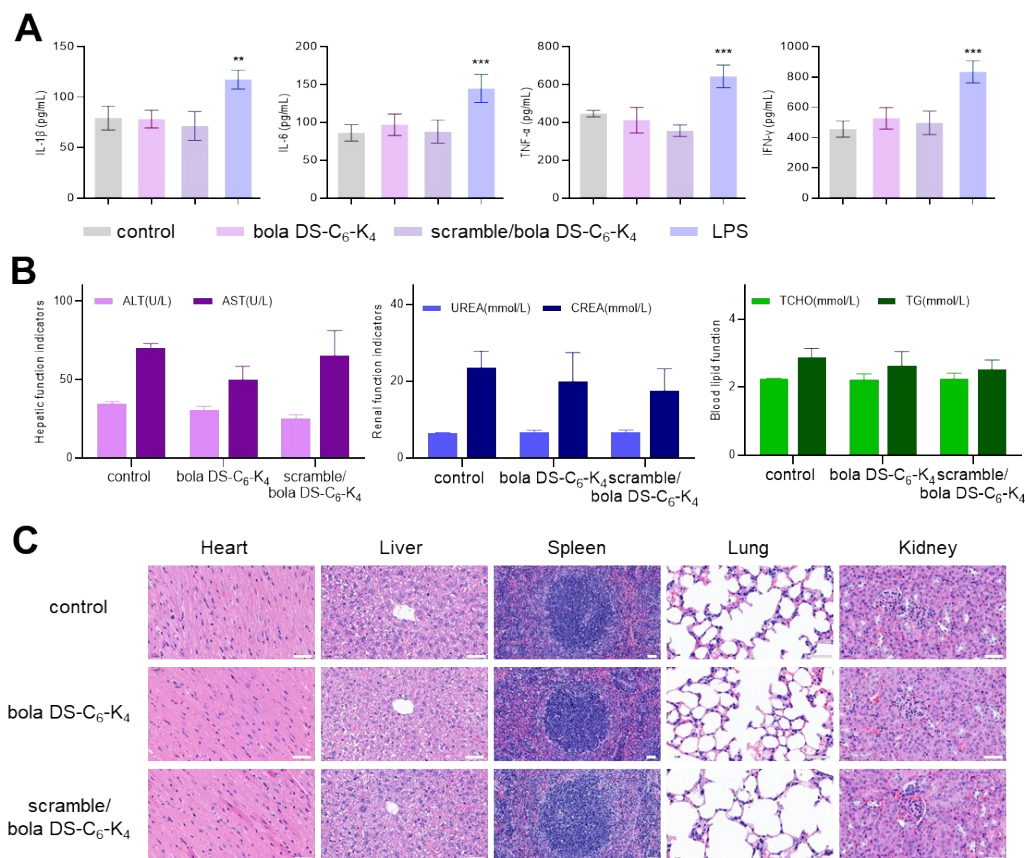 A
150
100
50
0
IL-1β (pg/mL)
**
200
150
100
50
0
IL-6 (pg/mL)
***
800
600
400
200
0
TNF-α (pg/mL)
***
1000
800
600
400
200
0
IFN-γ (pg/mL)
***
control
bola DS-C₆-K₄
scramble/bola DS-C₆-K₄
LPS
B
100
50
0
Hepatic function indicators
ALT(U/L)
AST(U/L)
control
bola DS-C₆-K₄
scramble/
bola DS-C₆-K₄
40
20
0
Renal function indicators
UREA(mmol/L)
CREA(mmol/L)
control
bola DS-C₆-K₄
scramble/
bola DS-C₆-K₄
4
2
0
Blood lipid function
TCHO(mmol/L)
TG(mmol/L)
control
bola DS-C₆-K₄
scramble/
bola DS-C₆-K₄
C
Heart
Liver
Spleen
Lung
Kidney
control
bola DS-C₆-K₄
scramble/
bola DS-C₆-K₄